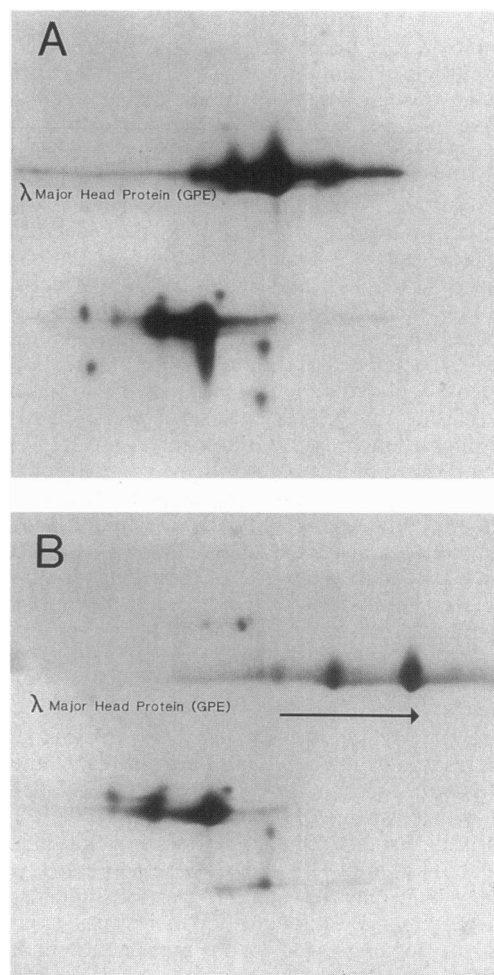 A
λ Major Head Protein (GPE)
B
λ Major Head Protein (GPE)